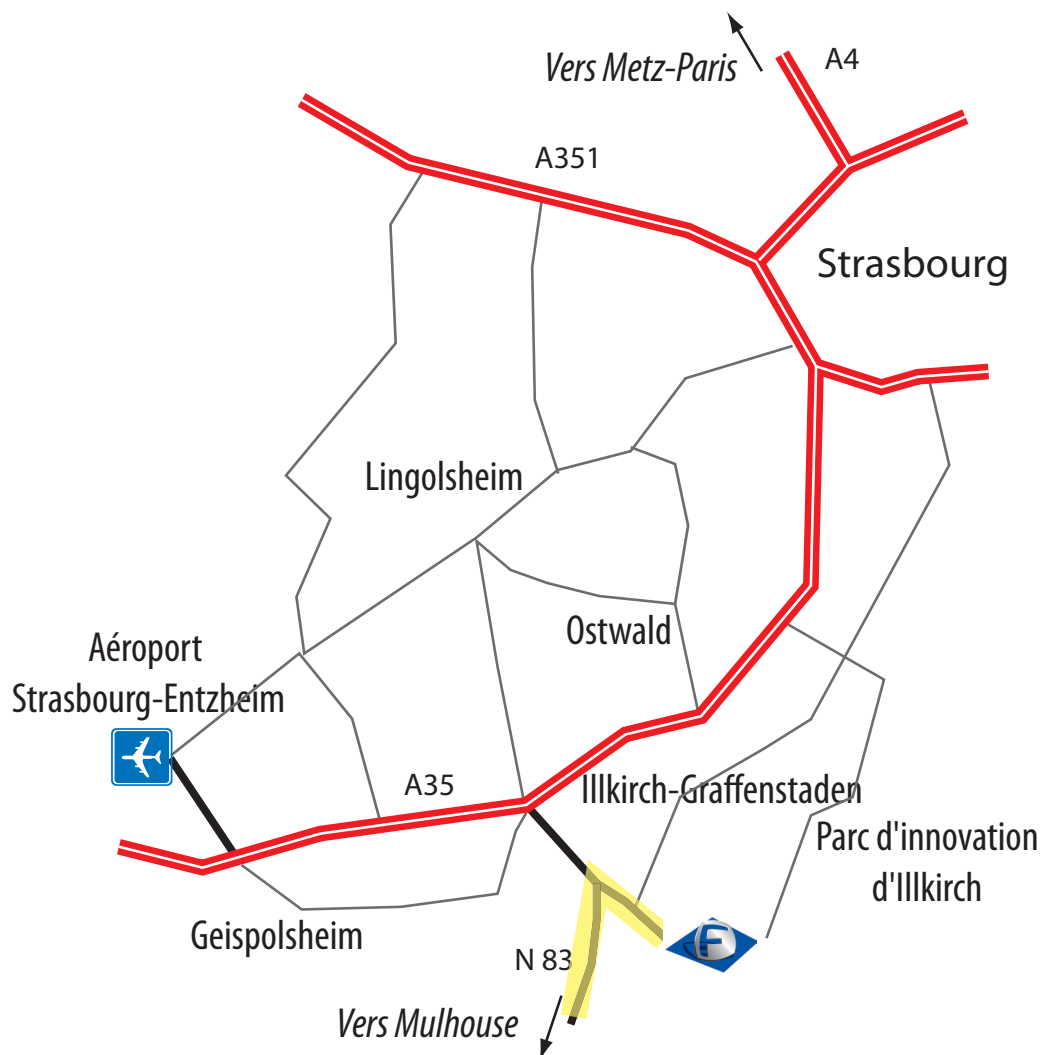 Vers Metz-Paris
A4
A351
Strasbourg
Lingolsheim
Ostwald
Aéroport
Strasbourg-Entzheim
A35
Illkirch-Graffenstaden
Parc d'innovation
d'Illkirch
Geispolsheim
F
N 83
Vers Mulhouse